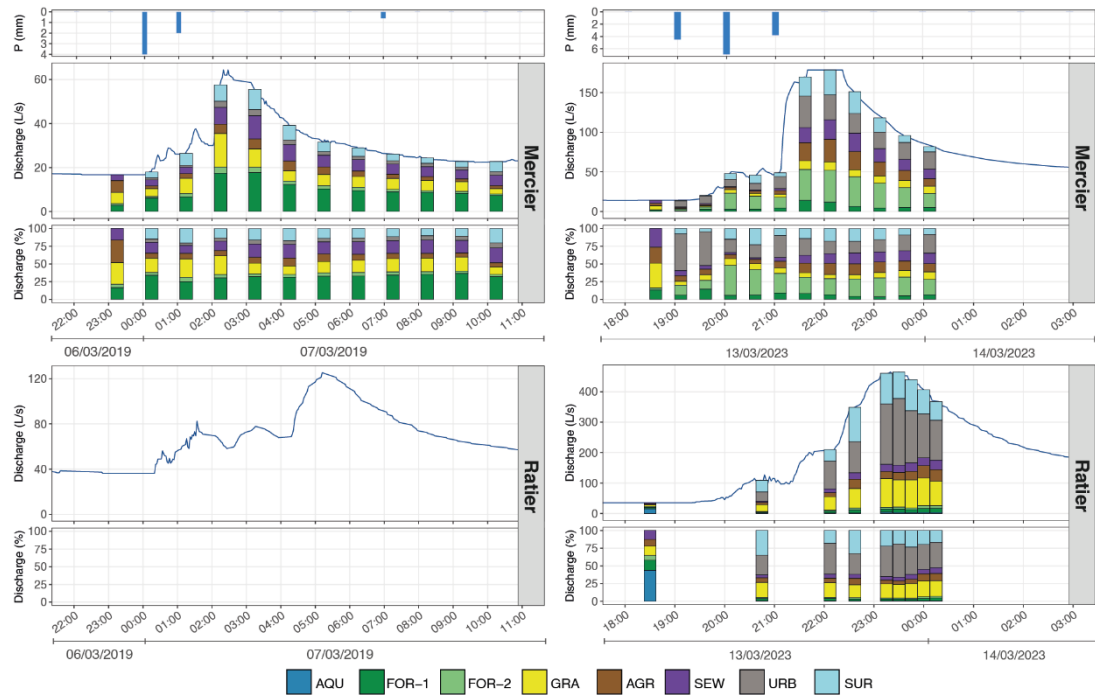 P (mm)
0
1
2
3
4
Discharge (L/s)
60
40
20
0
Mercier
Discharge (%)
100
75
50
25
0
22:00 23:00 00:00 01:00 02:00 03:00 04:00 05:00 06:00 07:00 08:00 09:00 10:00 11:00
06/03/2019 07/03/2019
P (mm)
0
2
4
6
Discharge (L/s)
150
100
50
0
Mercier
Discharge (%)
100
75
50
25
0
18:00 19:00 20:00 21:00 22:00 23:00 00:00 01:00 02:00 03:00
13/03/2023 14/03/2023
Discharge (L/s)
120
80
40
0
Ratier
Discharge (%)
100
75
50
25
0
22:00 23:00 00:00 01:00 02:00 03:00 04:00 05:00 06:00 07:00 08:00 09:00 10:00 11:00
06/03/2019 07/03/2019
Discharge (L/s)
400
300
200
100
0
Ratier
Discharge (%)
100
75
50
25
0
18:00 19:00 20:00 21:00 22:00 23:00 00:00 01:00 02:00 03:00
13/03/2023 14/03/2023
AQU FOR-1 FOR-2 GRA AGR SEW URB SUR